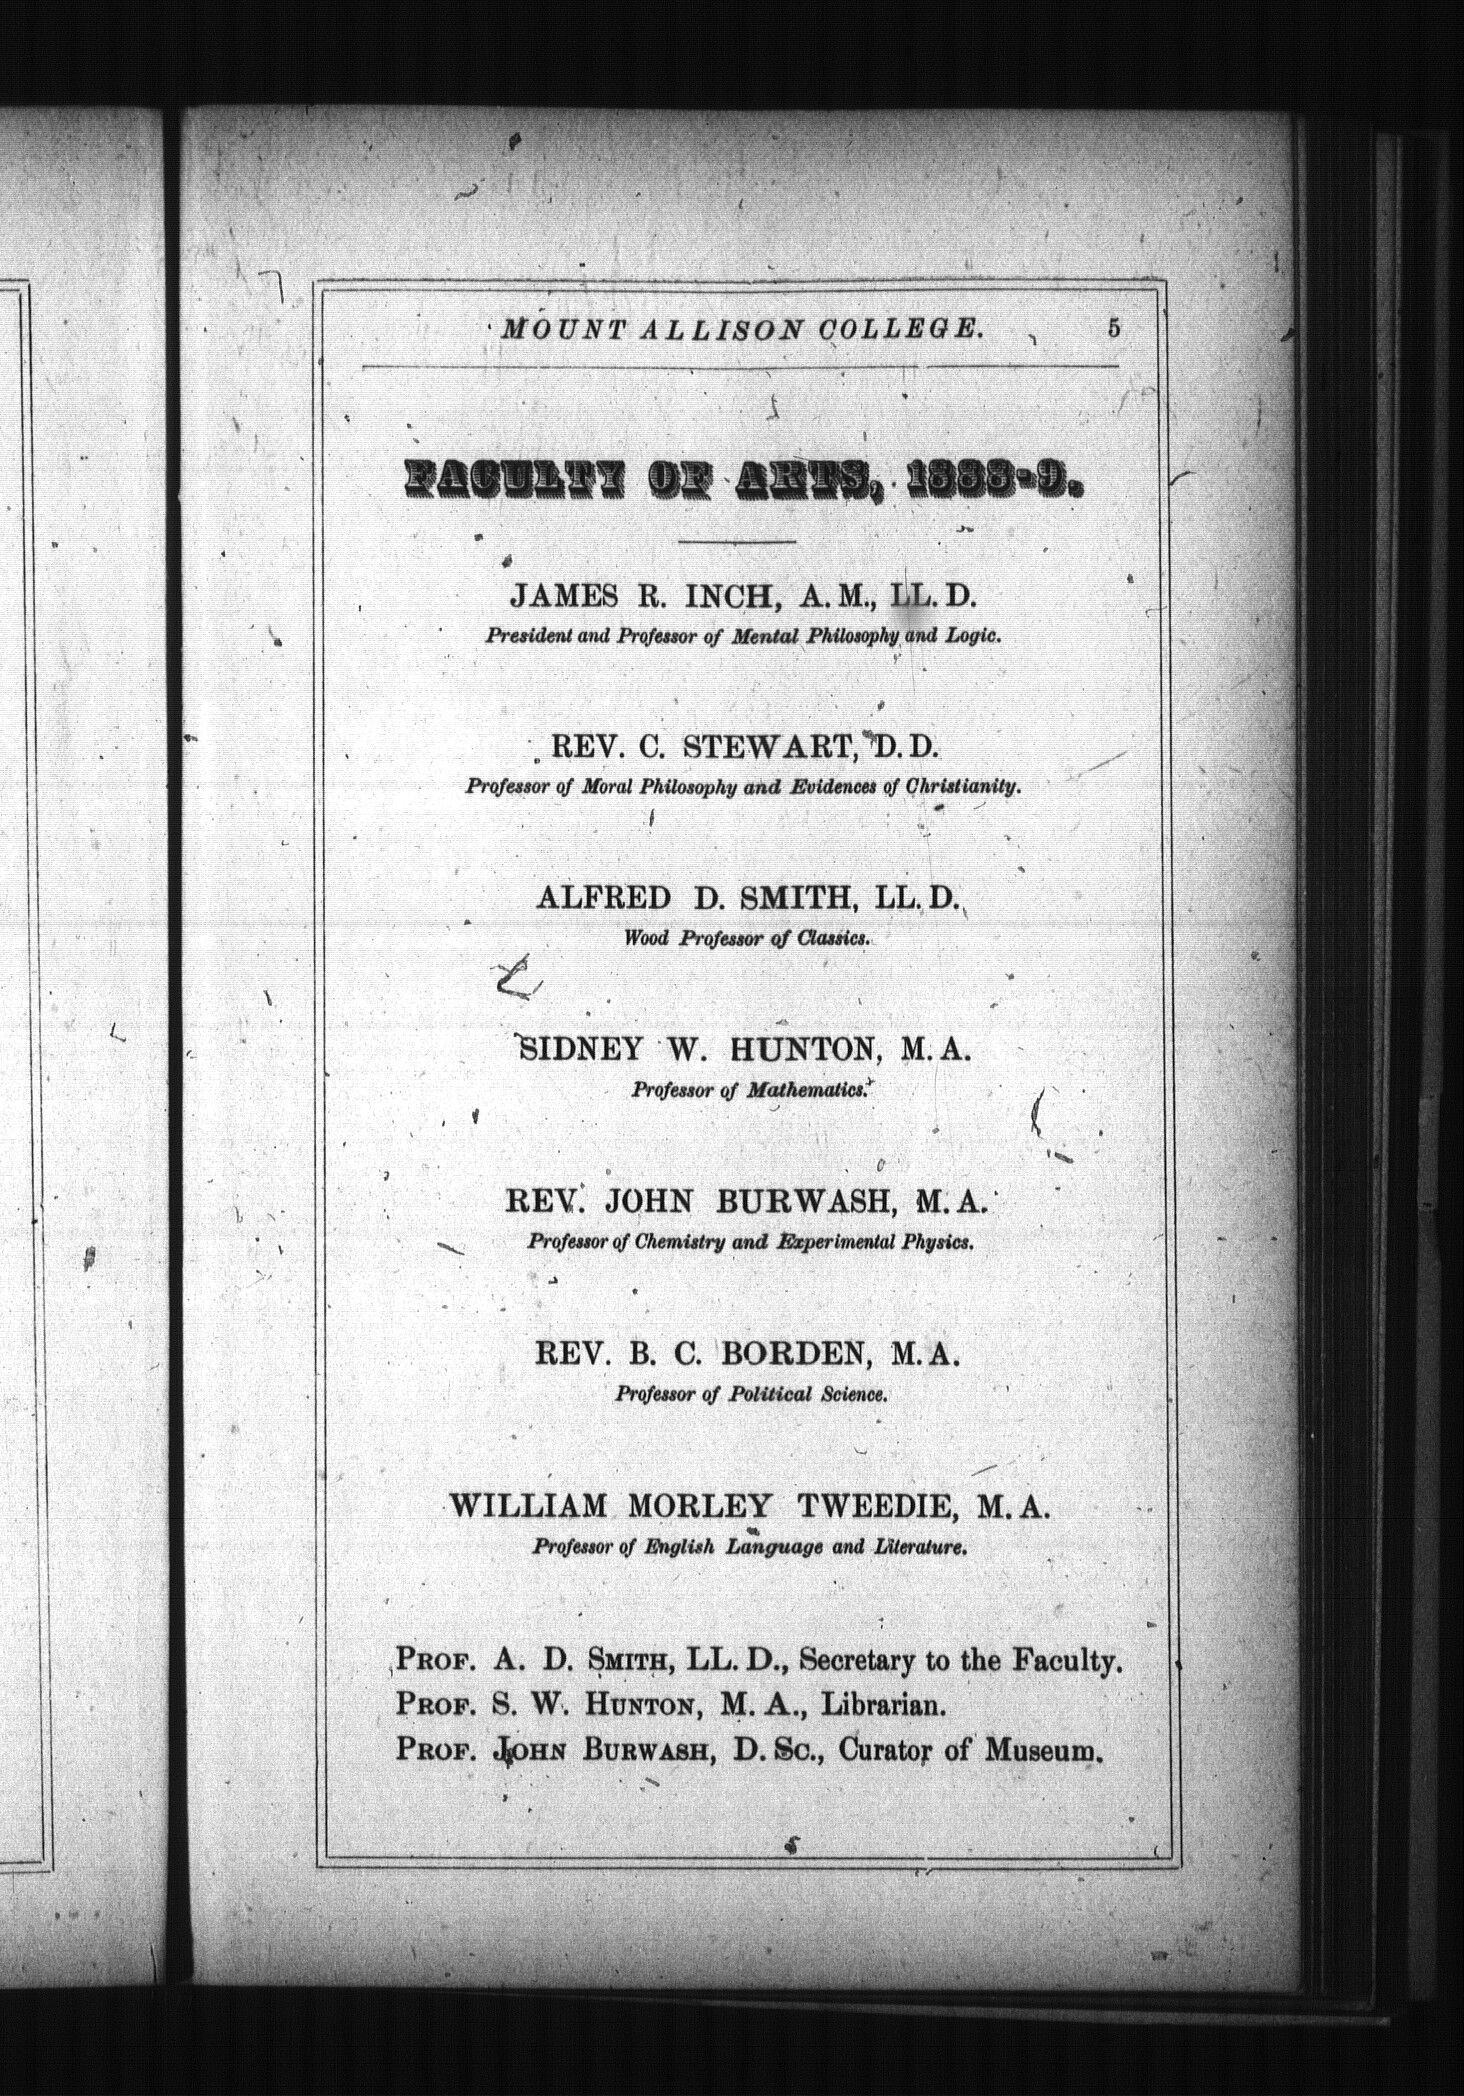 MOUNT ALLISON COLLEGE. 5
FACULTY OF ARTS, 1888-9.
JAMES R. INCH, A. M., LL. D.
President and Professor of Mental Philosophy and Logic.
REV. C. STEWART, D. D.
Professor of Moral Philosophy and Evidences of Christianity.
ALFRED D. SMITH, LL. D.
Wood Professor of Classics.
SIDNEY W. HUNTON, M. A.
Professor of Mathematics.
REV. JOHN BURWASH, M. A.
Professor of Chemistry and Experimental Physics.
REV. B. C. BORDEN, M. A.
Professor of Political Science.
WILLIAM MORLEY TWEEDIE, M. A.
Professor of English Language and Literature.
PROF. A. D. SMITH, LL. D., Secretary to the Faculty.
PROF. S. W. HUNTON, M. A., Librarian.
PROF. JOHN BURWASH, D. SC., Curator of Museum.